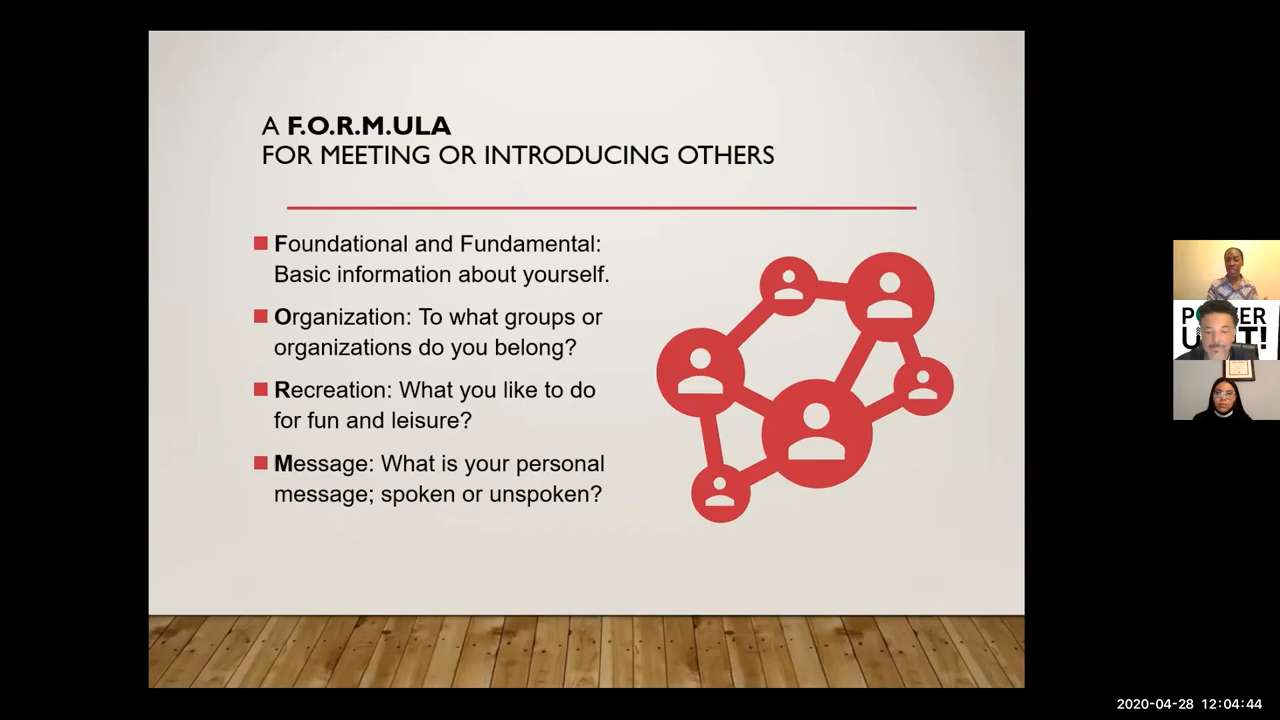 A F.O.R.M.ULA
FOR MEETING OR INTRODUCING OTHERS
Foundational and Fundamental:
Basic information about yourself.
Organization: To what groups or
organizations do you belong?
Recreation: What you like to do
for fun and leisure?
Message: What is your personal
message; spoken or unspoken?
2020-04-28 12:04:44